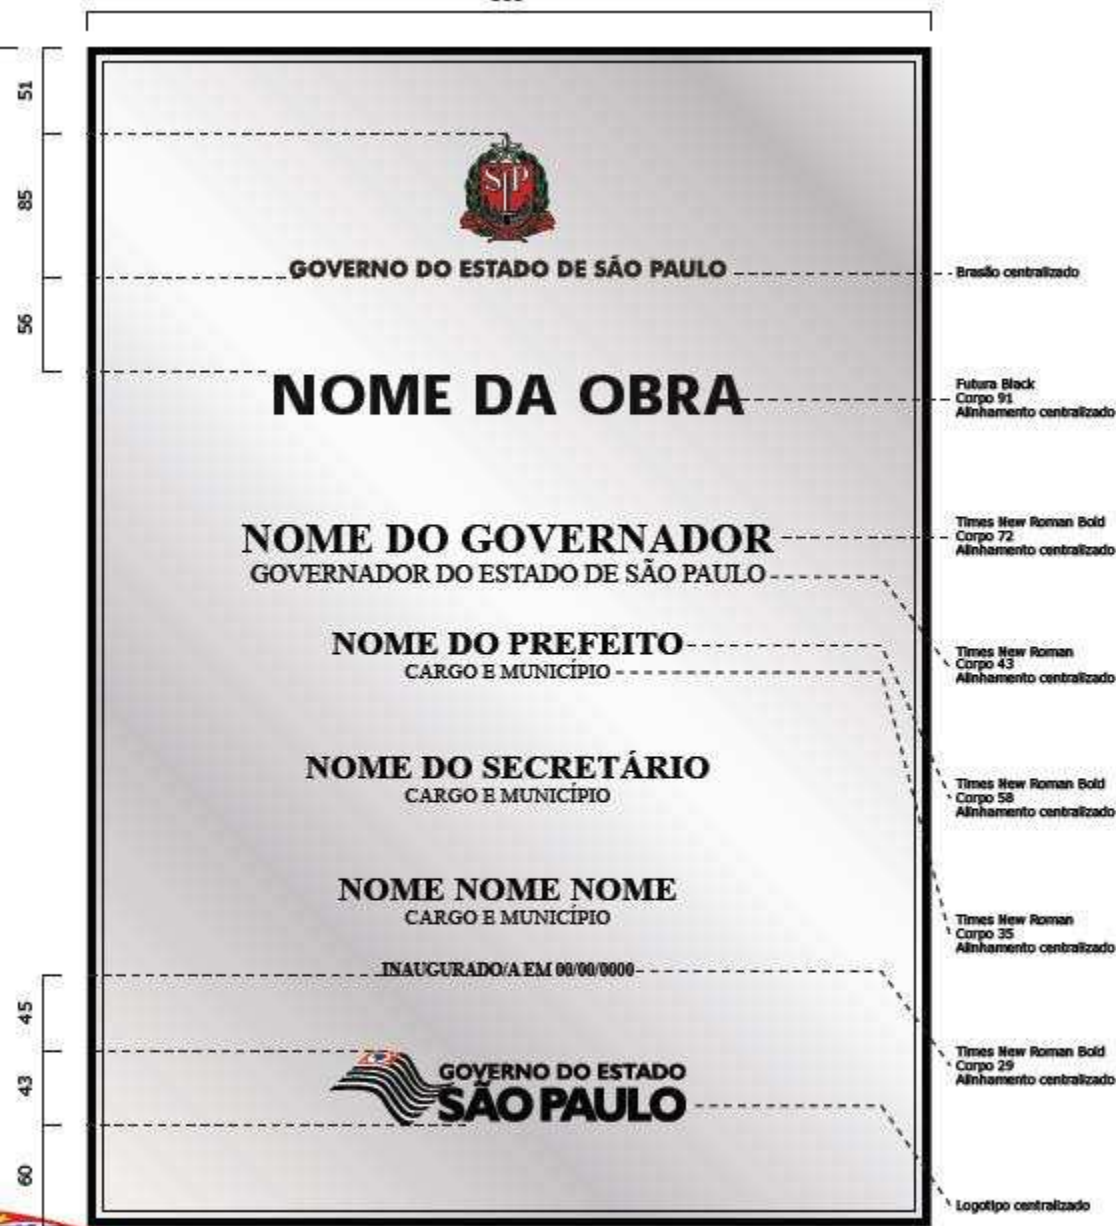 51
85
56
SP
GOVERNO DO ESTADO DE SÃO PAULO
Brasão centralizado
NOME DA OBRA
Futura Black
Corpo 91
Alinhamento centralizado
NOME DO GOVERNADOR
GOVERNADOR DO ESTADO DE SÃO PAULO
Times New Roman Bold
Corpo 72
Alinhamento centralizado
NOME DO PREFEITO
CARGO E MUNICÍPIO
Times New Roman
Corpo 43
Alinhamento centralizado
NOME DO SECRETÁRIO
CARGO E MUNICÍPIO
Times New Roman Bold
Corpo 58
Alinhamento centralizado
NOME NOME NOME
CARGO E MUNICÍPIO
Times New Roman
Corpo 35
Alinhamento centralizado
INAUGURADO/A EM 00/00/0000
45
43
60
GOVERNO DO ESTADO
SÃO PAULO
Times New Roman Bold
Corpo 29
Alinhamento centralizado
Logotipo centralizado